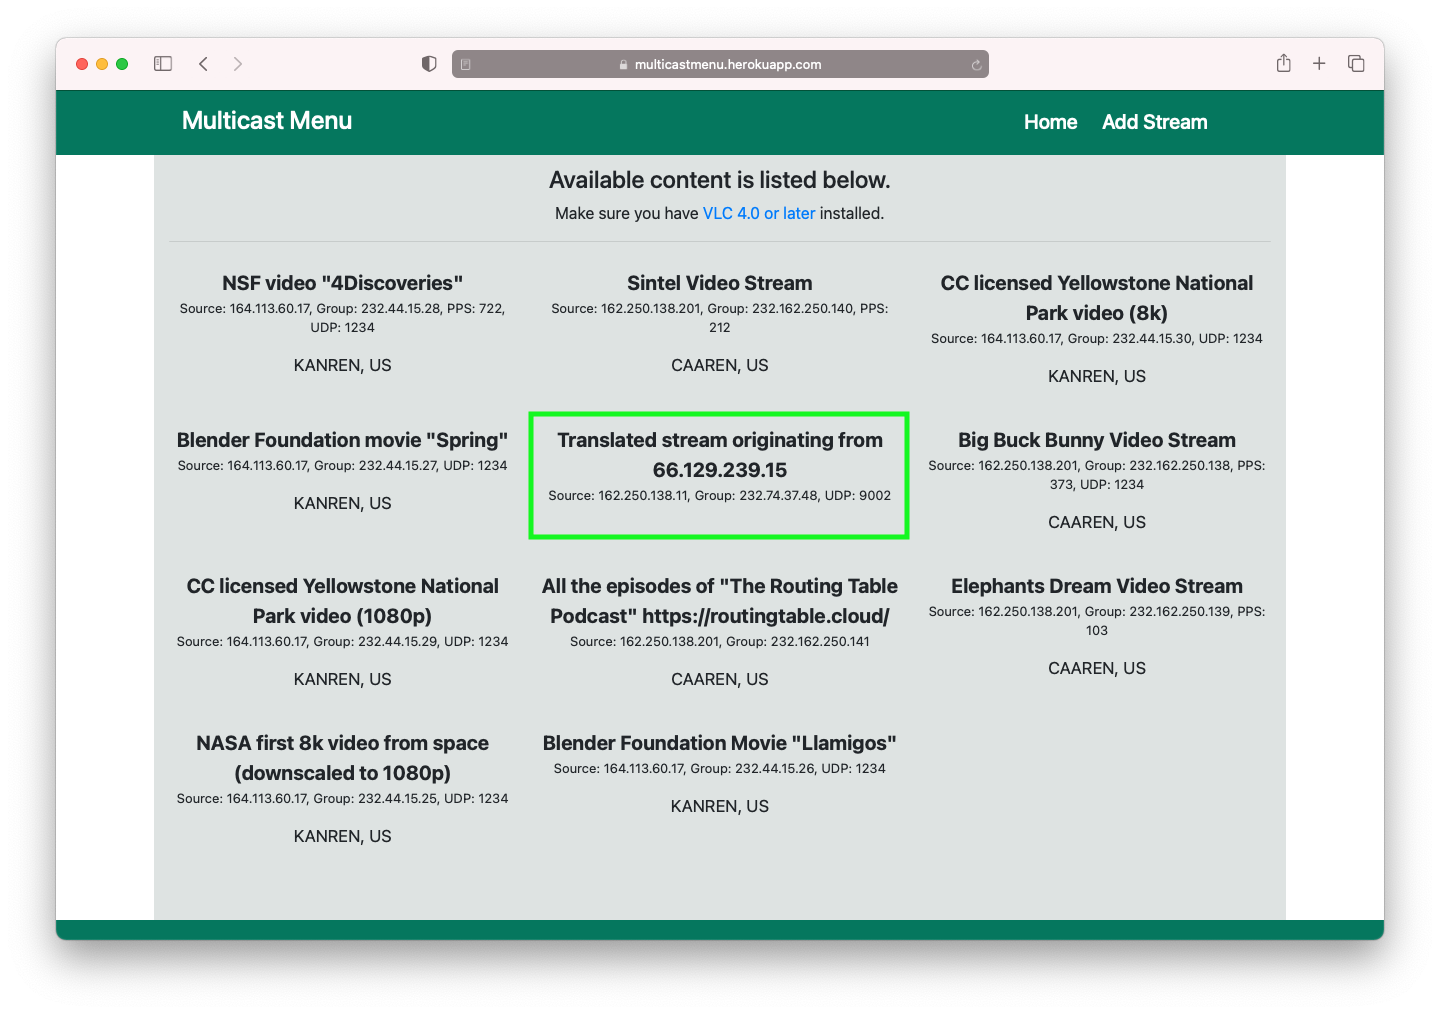 multicastmenu.herokuapp.com
Multicast Menu
Home
Add Stream
Available content is listed below.
Make sure you have VLC 4.0 or later installed.
NSF video "4Discoveries"
Source: 164.113.60.17, Group: 232.44.15.28, PPS: 722,
UDP: 1234
KANREN, US
Sintel Video Stream
Source: 162.250.138.201, Group: 232.162.250.140, PPS:
212
CAAREN, US
CC licensed Yellowstone National
Park video (8k)
Source: 164.113.60.17, Group: 232.44.15.30, UDP: 1234
KANREN, US
Blender Foundation movie "Spring"
Source: 164.113.60.17, Group: 232.44.15.27, UDP: 1234
KANREN, US
Translated stream originating from
66.129.239.15
Source: 162.250.138.11, Group: 232.74.37.48, UDP: 9002
Big Buck Bunny Video Stream
Source: 162.250.138.201, Group: 232.162.250.138, PPS:
373, UDP: 1234
CAAREN, US
CC licensed Yellowstone National
Park video (1080p)
Source: 164.113.60.17, Group: 232.44.15.29, UDP: 1234
KANREN, US
All the episodes of "The Routing Table
Podcast" https://routingtable.cloud/
Source: 162.250.138.201, Group: 232.162.250.141
CAAREN, US
Elephants Dream Video Stream
Source: 162.250.138.201, Group: 232.162.250.139, PPS:
103
CAAREN, US
NASA first 8k video from space
(downscaled to 1080p)
Source: 164.113.60.17, Group: 232.44.15.25, UDP: 1234
KANREN, US
Blender Foundation Movie "Llamigos"
Source: 164.113.60.17, Group: 232.44.15.26, UDP: 1234
KANREN, US